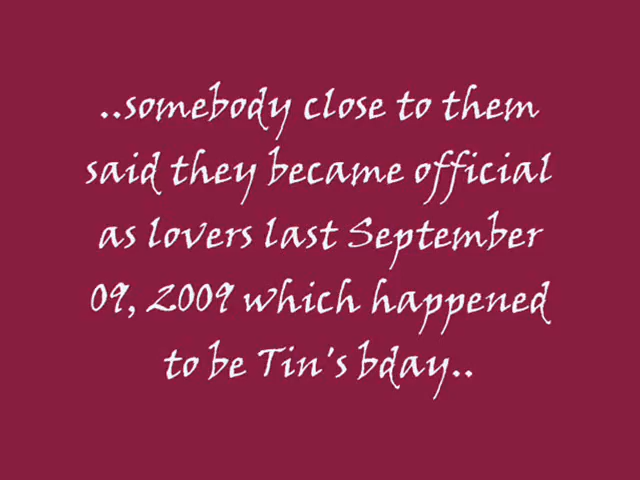 ..somebody close to them
said they became official
as lovers last September
09, 2009 which happened
to be Tin's bday..